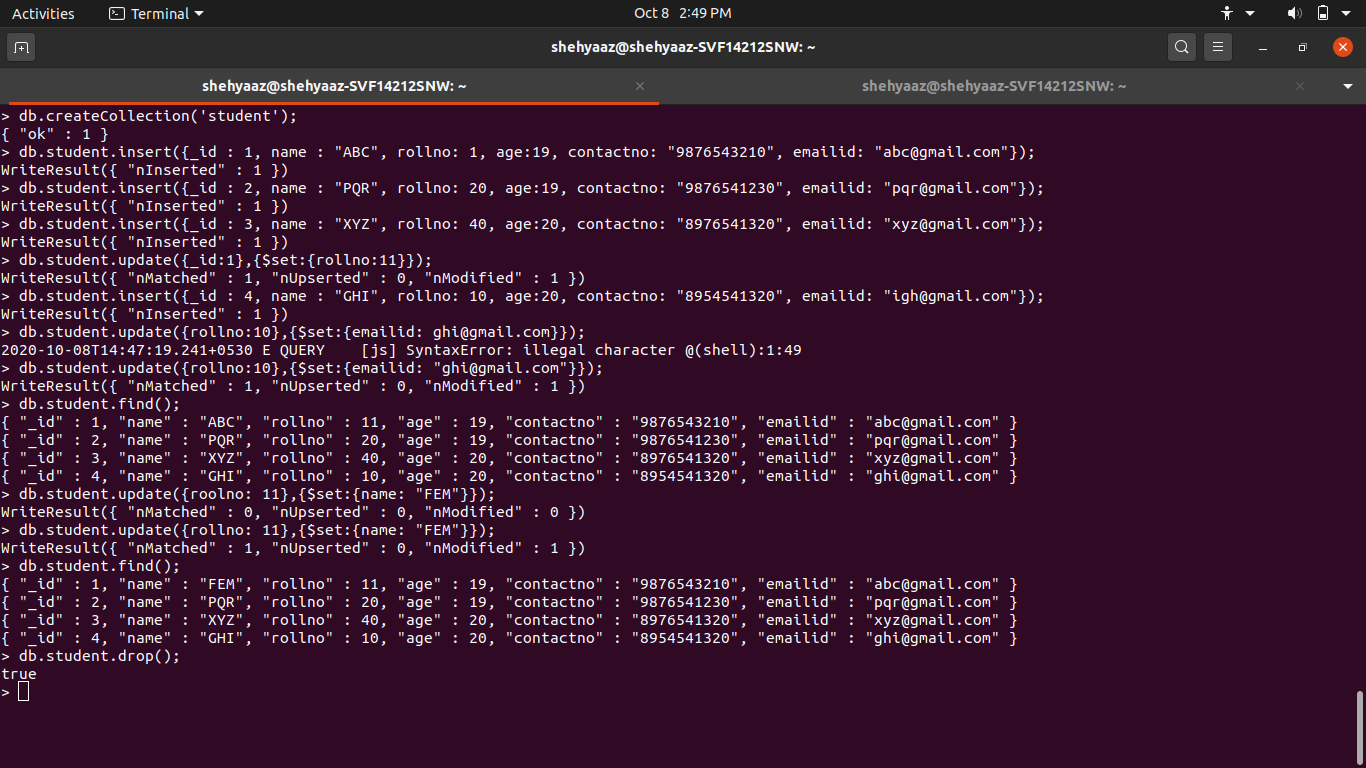 Activities Terminal Oct 8 2:49 PM
shehyaaz@shehyaaz-SVF14212SNW: ~
shehyaaz@shehyaaz-SVF14212SNW: ~ shehyaaz@shehyaaz-SVF14212SNW: ~
> db.createCollection('student');
{ "ok" : 1 }
> db.student.insert({_id : 1, name : "ABC", rollno: 1, age:19, contactno: "9876543210", emailid: "abc@gmail.com"});
WriteResult({ "nInserted" : 1 })
> db.student.insert({_id : 2, name : "PQR", rollno: 20, age:19, contactno: "9876541230", emailid: "pqr@gmail.com"});
WriteResult({ "nInserted" : 1 })
> db.student.insert({_id : 3, name : "XYZ", rollno: 40, age:20, contactno: "8976541320", emailid: "xyz@gmail.com"});
WriteResult({ "nInserted" : 1 })
> db.student.update({_id:1},{$set:{rollno:11}});
WriteResult({ "nMatched" : 1, "nUpserted" : 0, "nModified" : 1 })
> db.student.insert({_id : 4, name : "GHI", rollno: 10, age:20, contactno: "8954541320", emailid: "igh@gmail.com"});
WriteResult({ "nInserted" : 1 })
> db.student.update({rollno:10},{$set:{emailid: ghi@gmail.com}});
2020-10-08T14:47:19.241+0530 E QUERY    [js] SyntaxError: illegal character @(shell):1:49
> db.student.update({rollno:10},{$set:{emailid: "ghi@gmail.com"}});
WriteResult({ "nMatched" : 1, "nUpserted" : 0, "nModified" : 1 })
> db.student.find();
{ "_id" : 1, "name" : "ABC", "rollno" : 11, "age" : 19, "contactno" : "9876543210", "emailid" : "abc@gmail.com" }
{ "_id" : 2, "name" : "PQR", "rollno" : 20, "age" : 19, "contactno" : "9876541230", "emailid" : "pqr@gmail.com" }
{ "_id" : 3, "name" : "XYZ", "rollno" : 40, "age" : 20, "contactno" : "8976541320", "emailid" : "xyz@gmail.com" }
{ "_id" : 4, "name" : "GHI", "rollno" : 10, "age" : 20, "contactno" : "8954541320", "emailid" : "ghi@gmail.com" }
> db.student.update({roolno: 11},{$set:{name: "FEM"}});
WriteResult({ "nMatched" : 0, "nUpserted" : 0, "nModified" : 0 })
> db.student.update({rollno: 11},{$set:{name: "FEM"}});
WriteResult({ "nMatched" : 1, "nUpserted" : 0, "nModified" : 1 })
> db.student.find();
{ "_id" : 1, "name" : "FEM", "rollno" : 11, "age" : 19, "contactno" : "9876543210", "emailid" : "abc@gmail.com" }
{ "_id" : 2, "name" : "PQR", "rollno" : 20, "age" : 19, "contactno" : "9876541230", "emailid" : "pqr@gmail.com" }
{ "_id" : 3, "name" : "XYZ", "rollno" : 40, "age" : 20, "contactno" : "8976541320", "emailid" : "xyz@gmail.com" }
{ "_id" : 4, "name" : "GHI", "rollno" : 10, "age" : 20, "contactno" : "8954541320", "emailid" : "ghi@gmail.com" }
> db.student.drop();
true
>